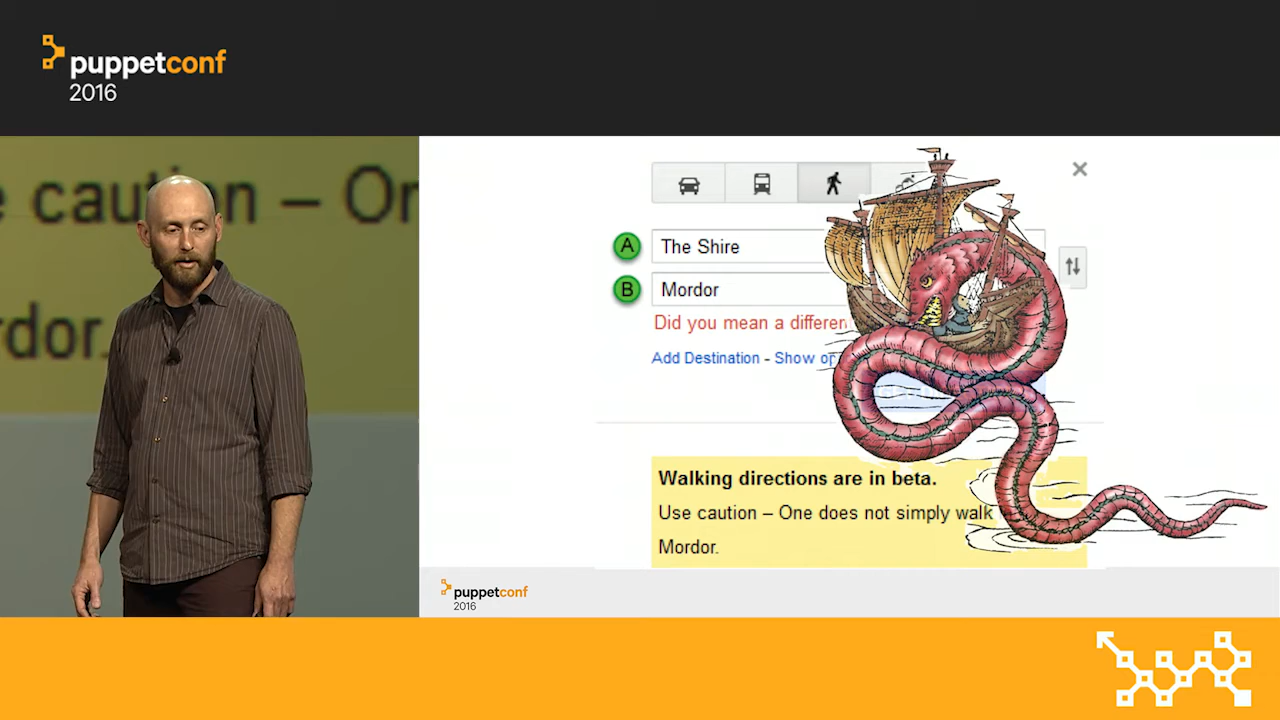 puppetconf
2016
caution – On
rdor.
The Shire
Mordor
A
B
Did you mean a differen
Add Destination - Show op
Walking directions are in beta.
Use caution – One does not simply walk
Mordor.
puppetconf
2016